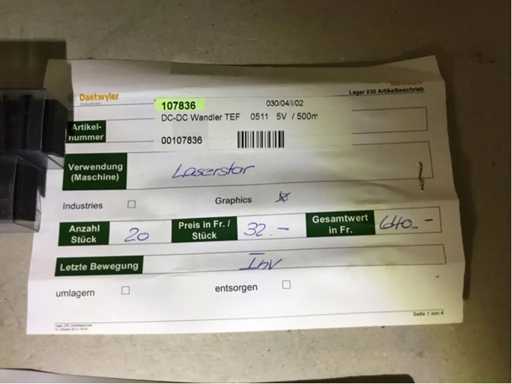 Daetwyler
Lager 030 Artikelbeschrieb
107836 030/04/I/02
DC-DC Wandler TEF 0511 5V / 500m
Artikel-
nummer
00107836
Verwendung
(Maschine)
Laserstar
Industries Graphics
Anzahl
Stück
20
Preis in Fr. /
Stück
32.-
Gesamtwert
in Fr.
640.-
Letzte Bewegung
Inv
umlagern entsorgen
Seite 1 von 4